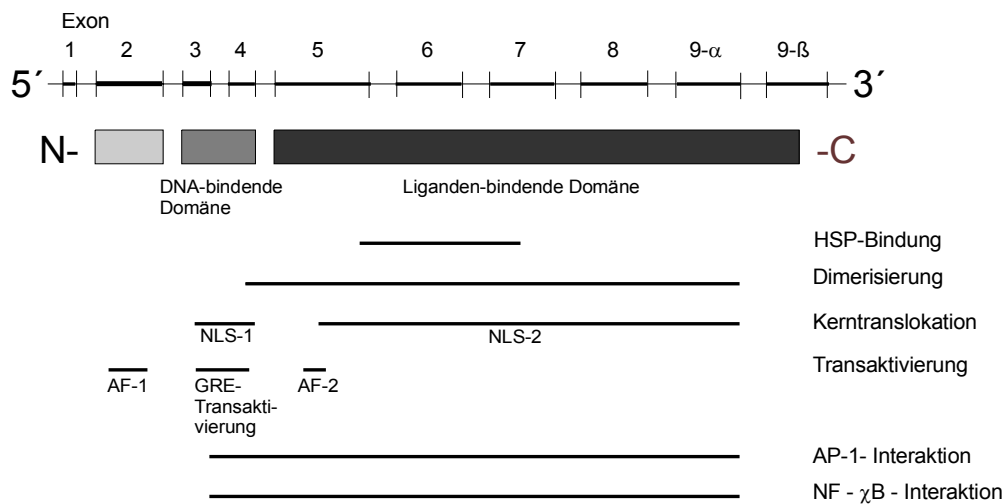 Exon
1 2 3 4 5 6 7 8 9-α 9-ß
5´ 3´
N- -C
DNA-bindende
Domäne
Liganden-bindende Domäne
HSP-Bindung
Dimerisierung
NLS-1 NLS-2 Kerntranslokation
Transaktivierung
AF-1 GRE- AF-2
Transakti-
vierung
AP-1- Interaktion
NF - χB - Interaktion